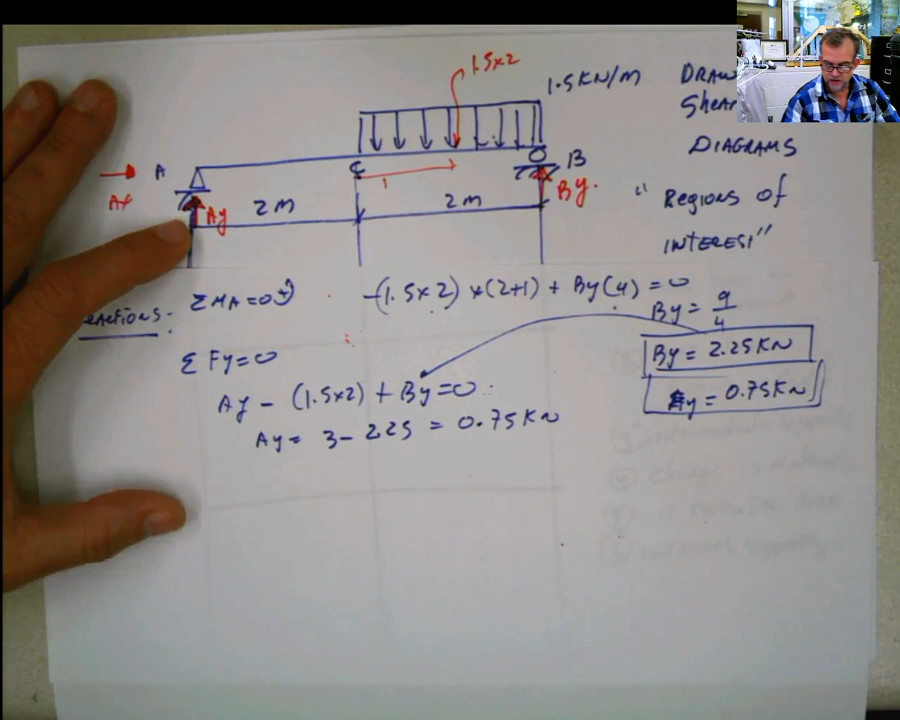 1.5x2
1.5KN/m
DRAW
Shear
DIAGRAMS
"Regions of
INTEREST"
A
Ax
Ay
C
1
B
By.
2m
2m
eactions:
ΣMA=0
-(1.5x2)x(2+1) + By(4) = 0
By = 9/4
By = 2.25KN
Ay = 0.75KN
ΣFy=0
Ay - (1.5x2) + By=0.
Ay = 3-2.25 = 0.75KN